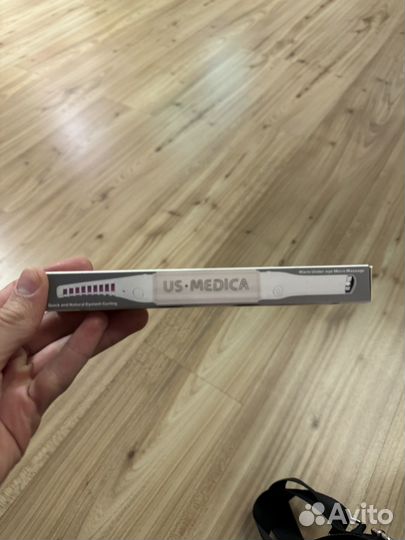 Warm Under-eye Micro Massage
US·MEDICA
Quick and Natural Eyelash Curling
Avito